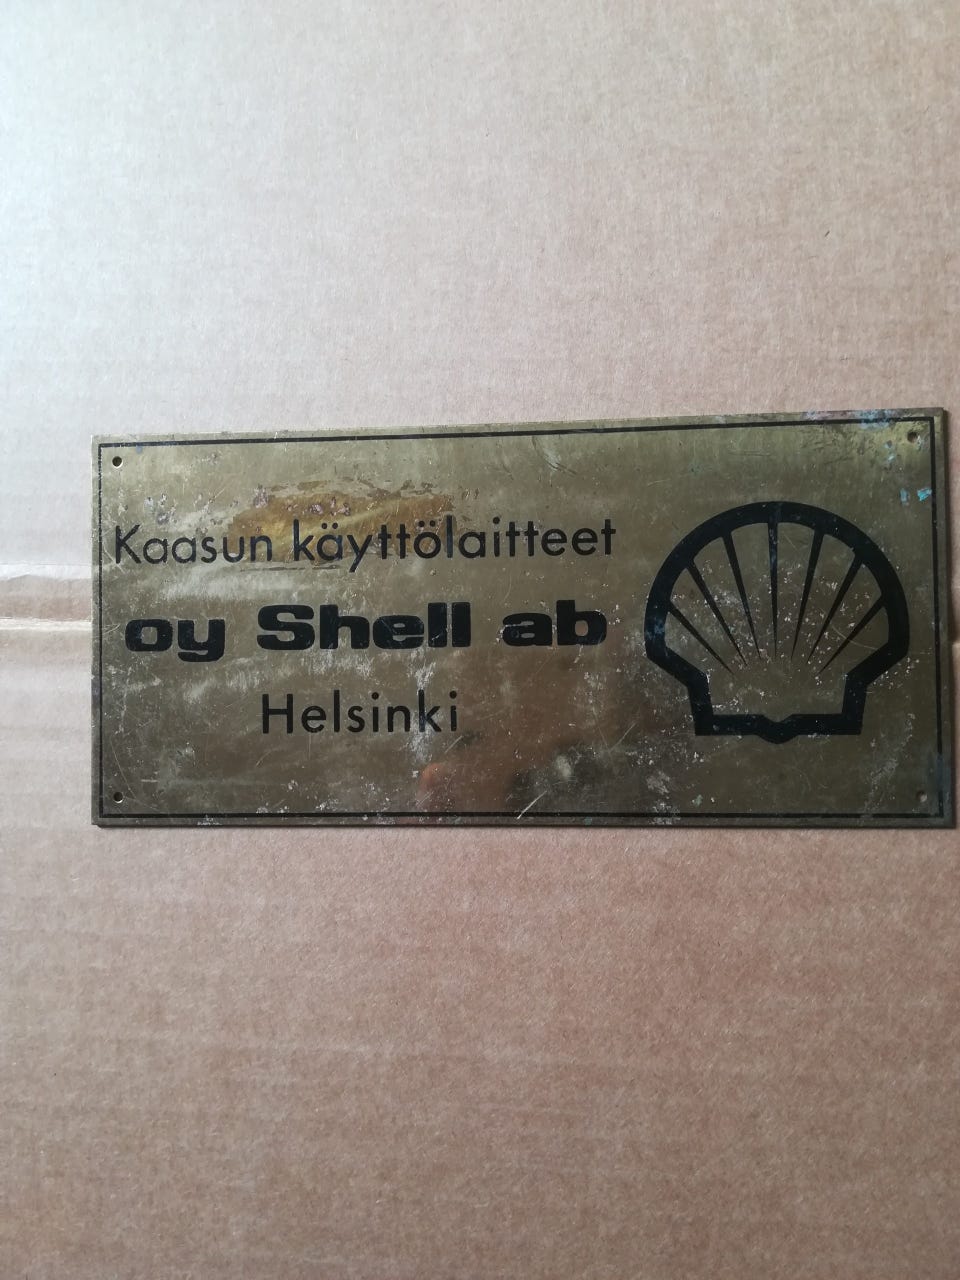 Kaasun käyttölaitteet
oy Shell ab
Helsinki